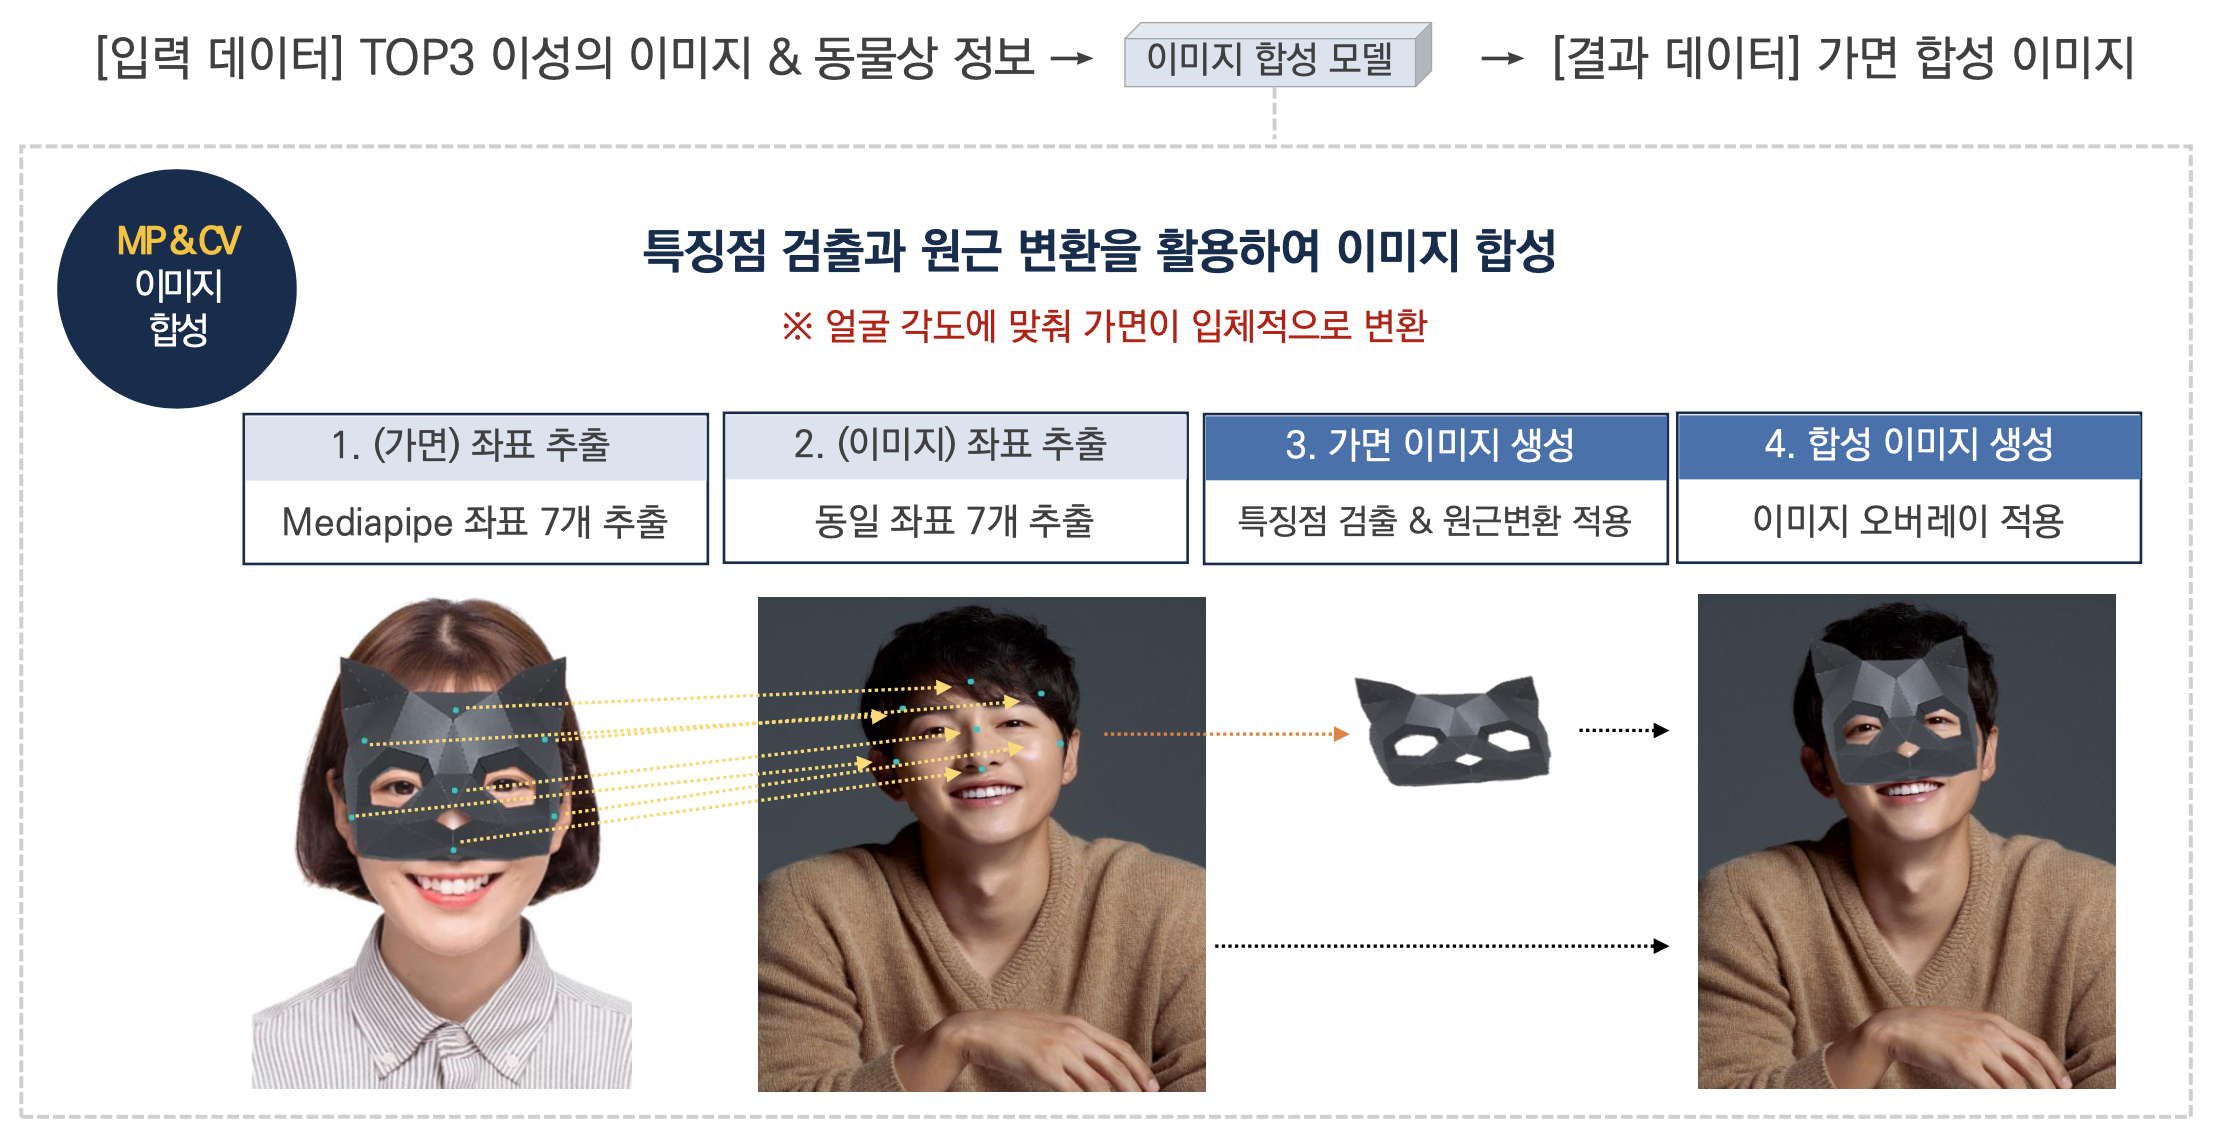 [입력 데이터] TOP3 이성의 이미지 & 동물상 정보 → 이미지 합성 모델 → [결과 데이터] 가면 합성 이미지
MP&CV
이미지
합성
특징점 검출과 원근 변환을 활용하여 이미지 합성
※ 얼굴 각도에 맞춰 가면이 입체적으로 변환
1. (가면) 좌표 추출
Mediapipe 좌표 7개 추출
2. (이미지) 좌표 추출
동일 좌표 7개 추출
3. 가면 이미지 생성
특징점 검출 & 원근변환 적용
4. 합성 이미지 생성
이미지 오버레이 적용